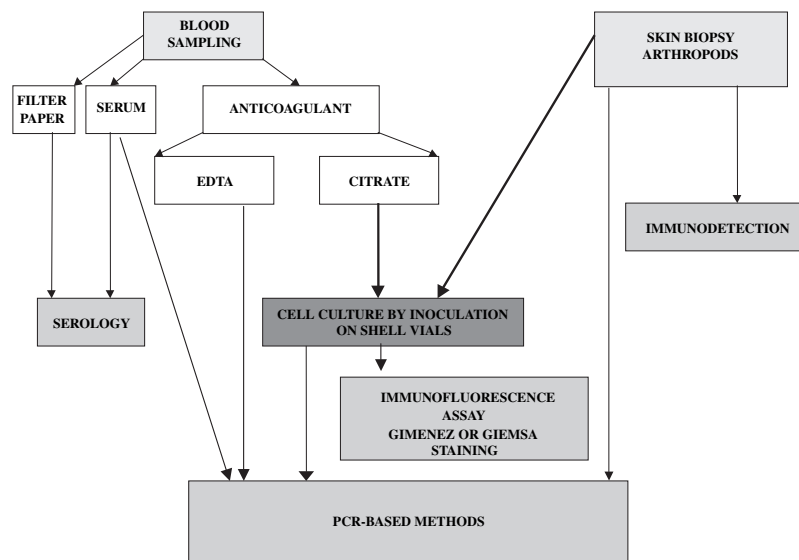 BLOOD
SAMPLING
SKIN BIOPSY
ARTHROPODS
FILTER
PAPER
SERUM
ANTICOAGULANT
EDTA
CITRATE
IMMUNODETECTION
SEROLOGY
CELL CULTURE BY INOCULATION
ON SHELL VIALS
IMMUNOFLUORESCENCE
ASSAY
GIMENEZ OR GIEMSA
STAINING
PCR-BASED METHODS